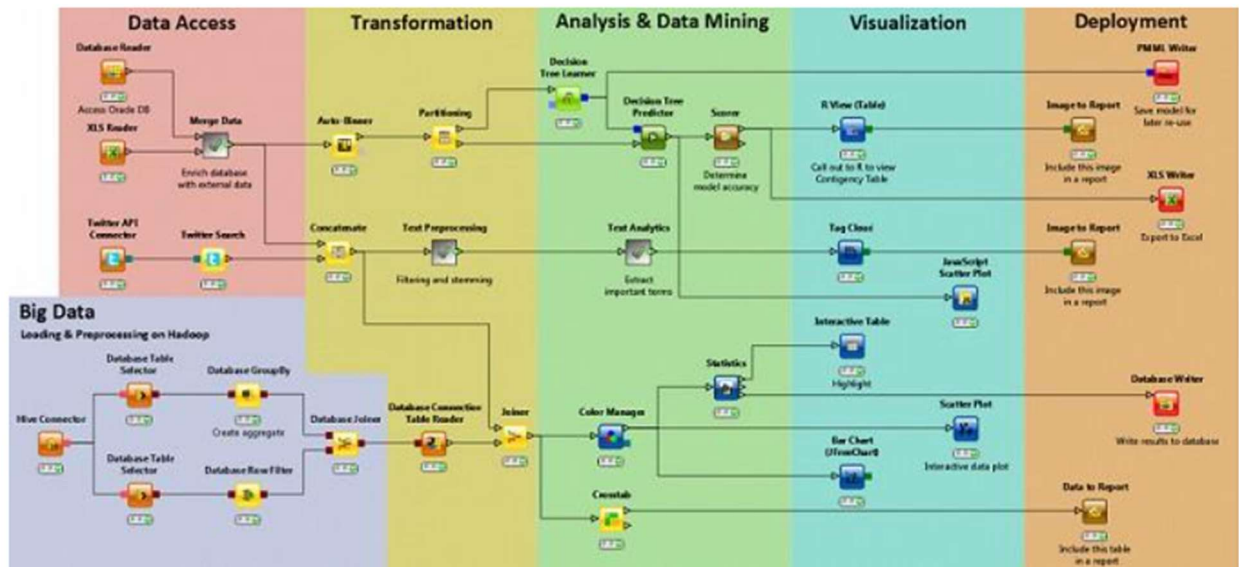 Data Access
Transformation
Analysis & Data Mining
Visualization
Deployment
Database Reader
Access Oracle DB
XLS Reader
Merge Data
Enrich database
with external data
Twitter API
Connector
Twitter Search
Auto-Binner
Partitioning
Concatenate
Text Preprocessing
Filtering and stemming
Decision
Tree Learner
Decision Tree
Predictor
Scorer
Determine
model accuracy
Text Analytics
Extract
important terms
R View (Table)
Call out to R to view
Contigency Table
Tag Cloud
JavaScript
Scatter Plot
PMML Writer
Save model for
later re-use
Image to Report
Include this image
in a report
XLS Writer
Export to Excel
Image to Report
Include this image
in a report
Big Data
Loading & Preprocessing on Hadoop
Hive Connector
Database Table
Selector
Database GroupBy
Create aggregate
Database Table
Selector
Database Row Filter
Database Joiner
Database Connection
Table Reader
Joiner
Color Manager
Statistics
Crosstab
Interactive Table
Highlight
Scatter Plot
Interactive data plot
Bar Chart
(JFreeChart)
Database Writer
Write results to database
Data to Report
Include this table
in a report